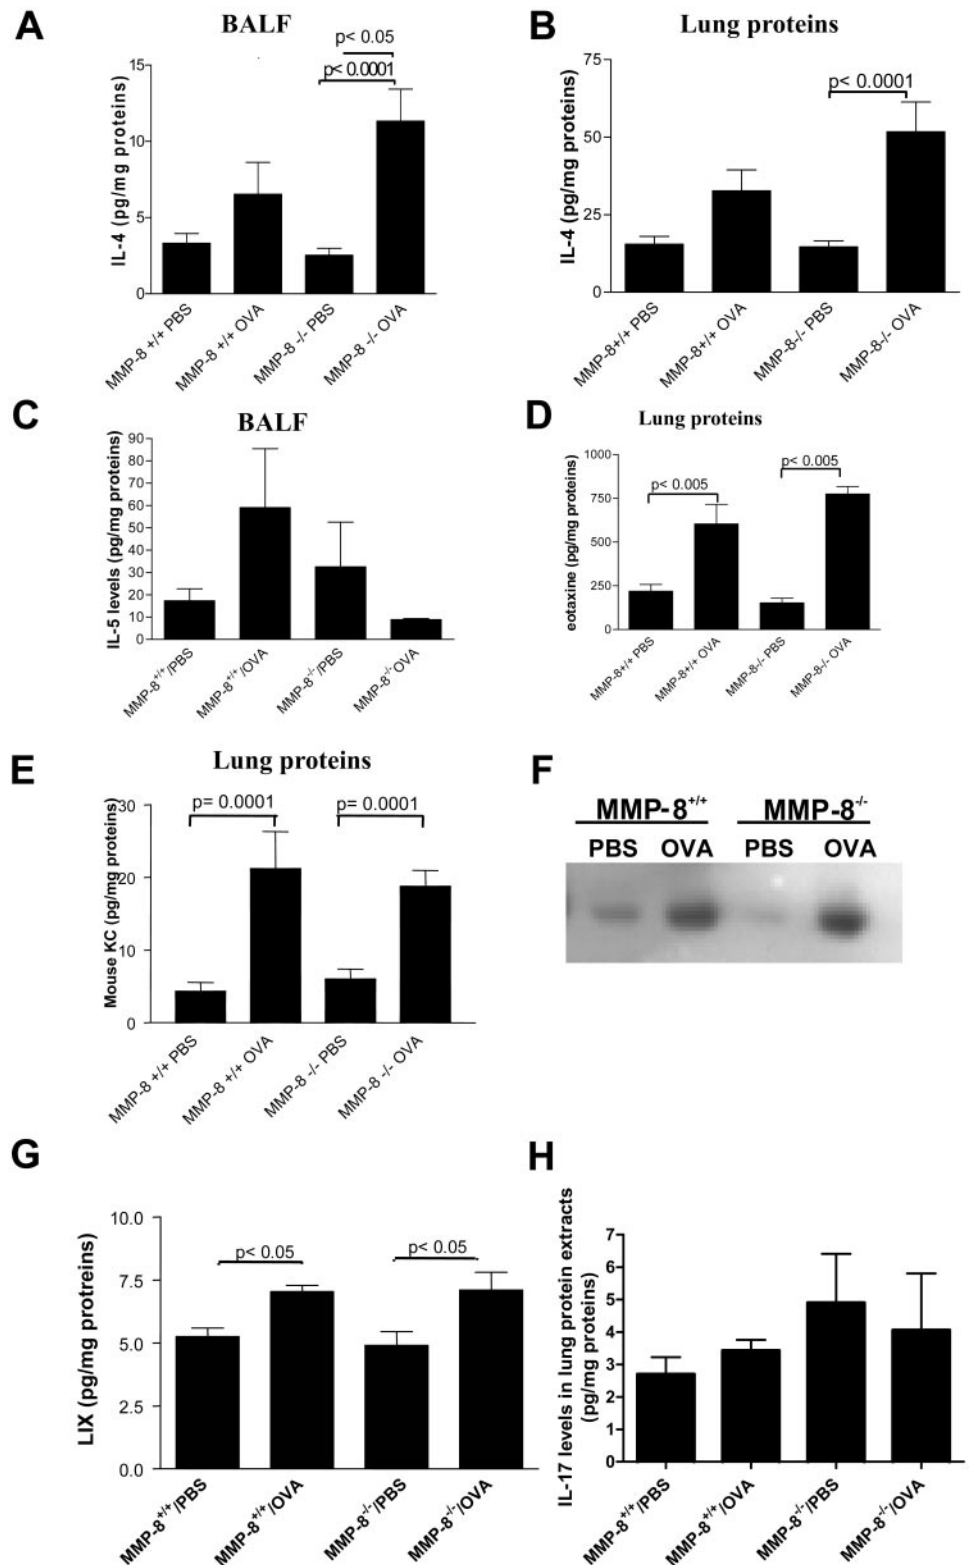 A
BALF
p< 0.05
p< 0.0001
IL-4 (pg/mg proteins)
15
10
5
0
MMP-8 +/+ PBS
MMP-8 +/+ OVA
MMP-8 -/- PBS
MMP-8 -/- OVA
B
Lung proteins
p< 0.0001
IL-4 (pg/mg proteins)
75
50
25
0
MMP-8+/+ PBS
MMP-8+/+ OVA
MMP-8-/- PBS
MMP-8-/- OVA
C
BALF
IL-5 levels (pg/mg proteins)
90
80
70
60
50
40
30
20
10
0
MMP-8+/+/PBS
MMP-8+/+/OVA
MMP-8-/-/PBS
MMP-8-/-OVA
D
Lung proteins
p< 0.005
p< 0.005
eotaxine (pg/mg proteins)
1000
750
500
250
0
MMP-8+/+ PBS
MMP-8+/+ OVA
MMP-8-/- PBS
MMP-8-/- OVA
E
Lung proteins
p= 0.0001
p= 0.0001
Mouse KC (pg/mg proteins)
30
20
10
0
MMP-8 +/+ PBS
MMP-8 +/+ OVA
MMP-8 -/- PBS
MMP-8 -/- OVA
F
MMP-8+/+ MMP-8-/-
PBS OVA PBS OVA
G
p< 0.05
p< 0.05
LIX (pg/mg protreins)
10.0
7.5
5.0
2.5
0.0
MMP-8+/+/PBS
MMP-8+/+/OVA
MMP-8-/-/PBS
MMP-8-/-/OVA
H
IL-17 levels in lung protein extracts
(pg/mg proteins)
7
6
5
4
3
2
1
0
MMP-8+/+/PBS
MMP-8+/+/OVA
MMP-8-/-/PBS
MMP-8-/-/OVA